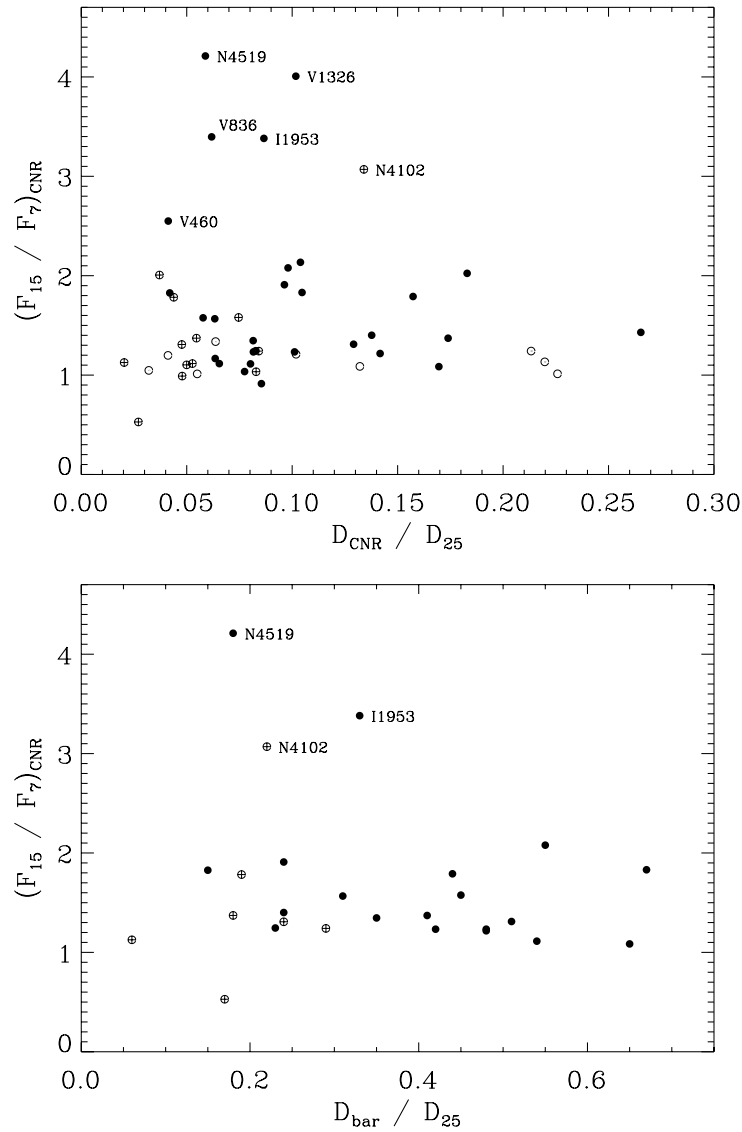 4
3
2
1
0
(F15 / F7)CNR
N4519
V1326
V836
I1953
N4102
V460
0.00 0.05 0.10 0.15 0.20 0.25 0.30
DCNR / D25
4
3
2
1
0
(F15 / F7)CNR
N4519
I1953
N4102
0.0 0.2 0.4 0.6
Dbar / D25